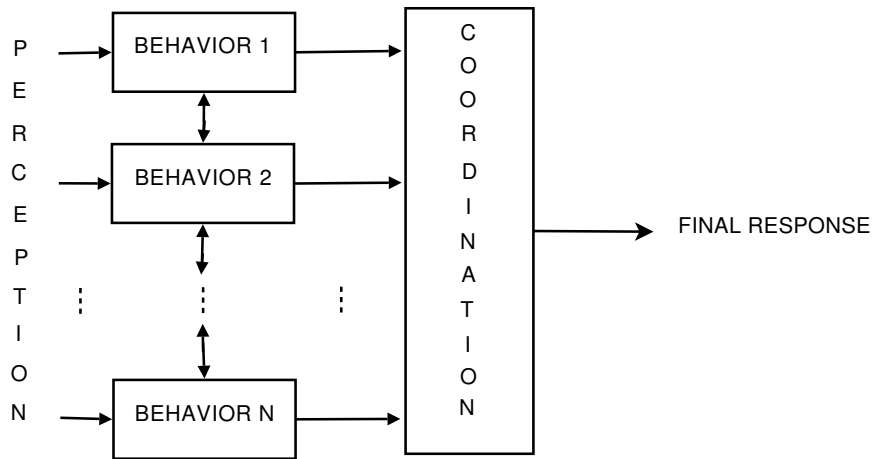 PERCEPTION
BEHAVIOR 1
BEHAVIOR 2
BEHAVIOR N
COORDINATION
FINAL RESPONSE